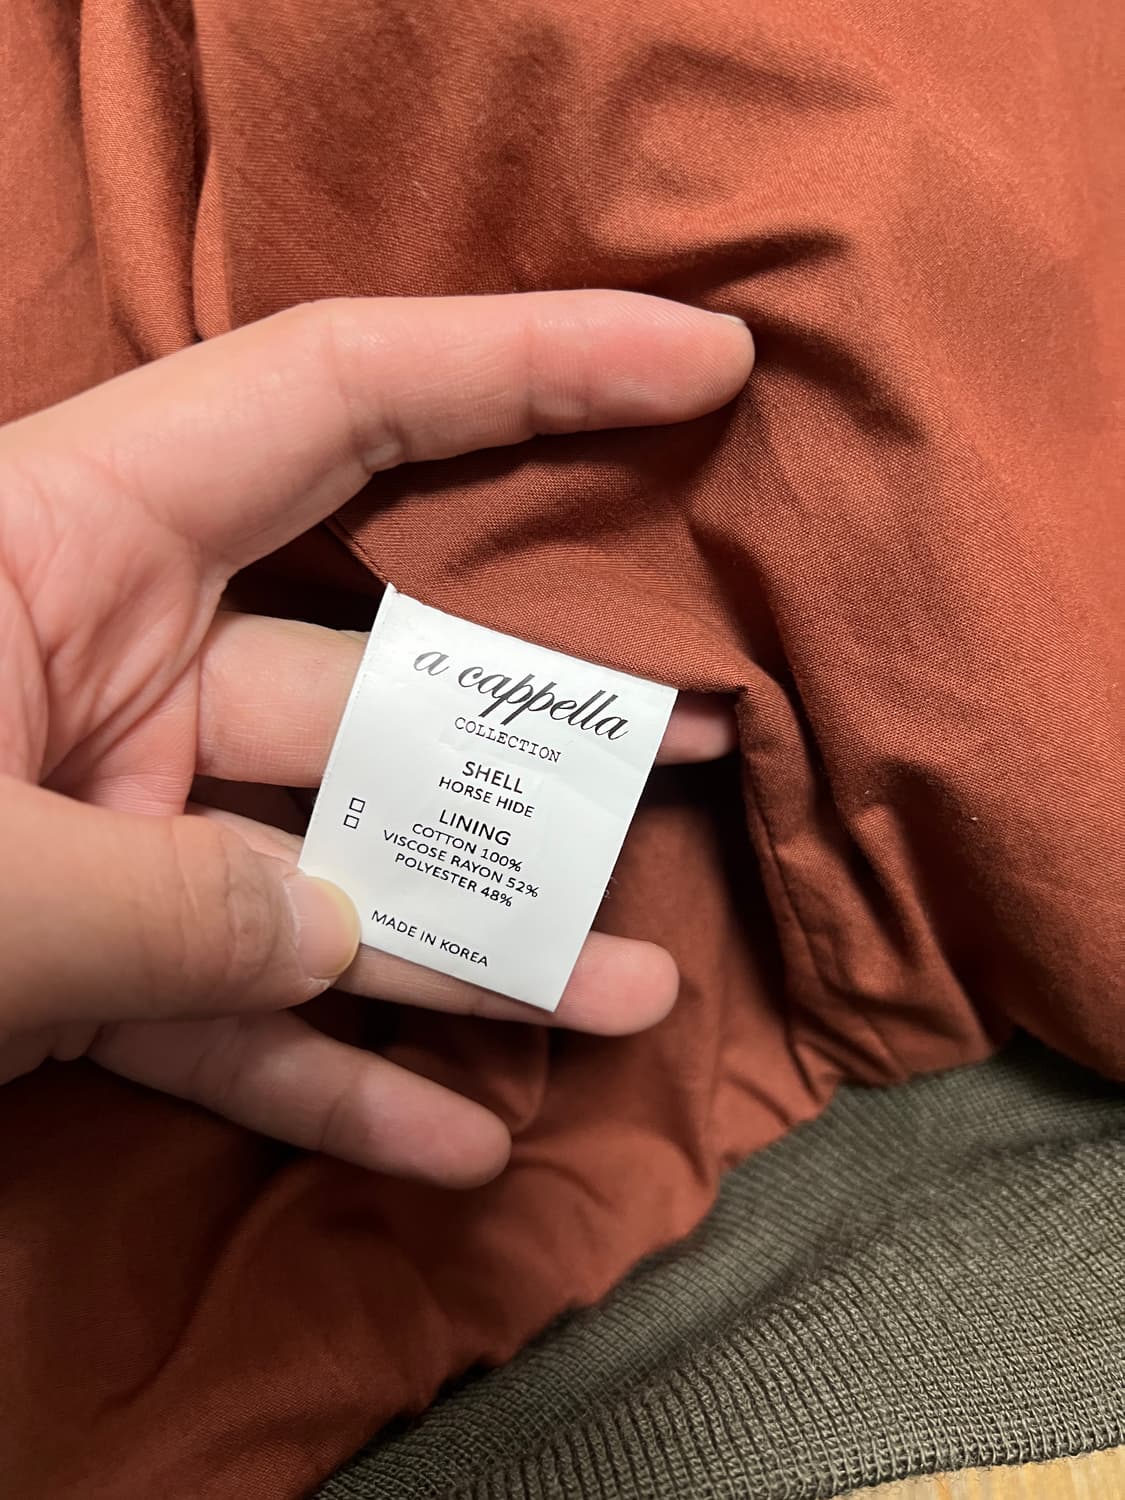 a cappella
COLLECTION
SHELL
HORSE HIDE
LINING
□ COTTON 100%
□ VISCOSE RAYON 52%
POLYESTER 48%
MADE IN KOREA